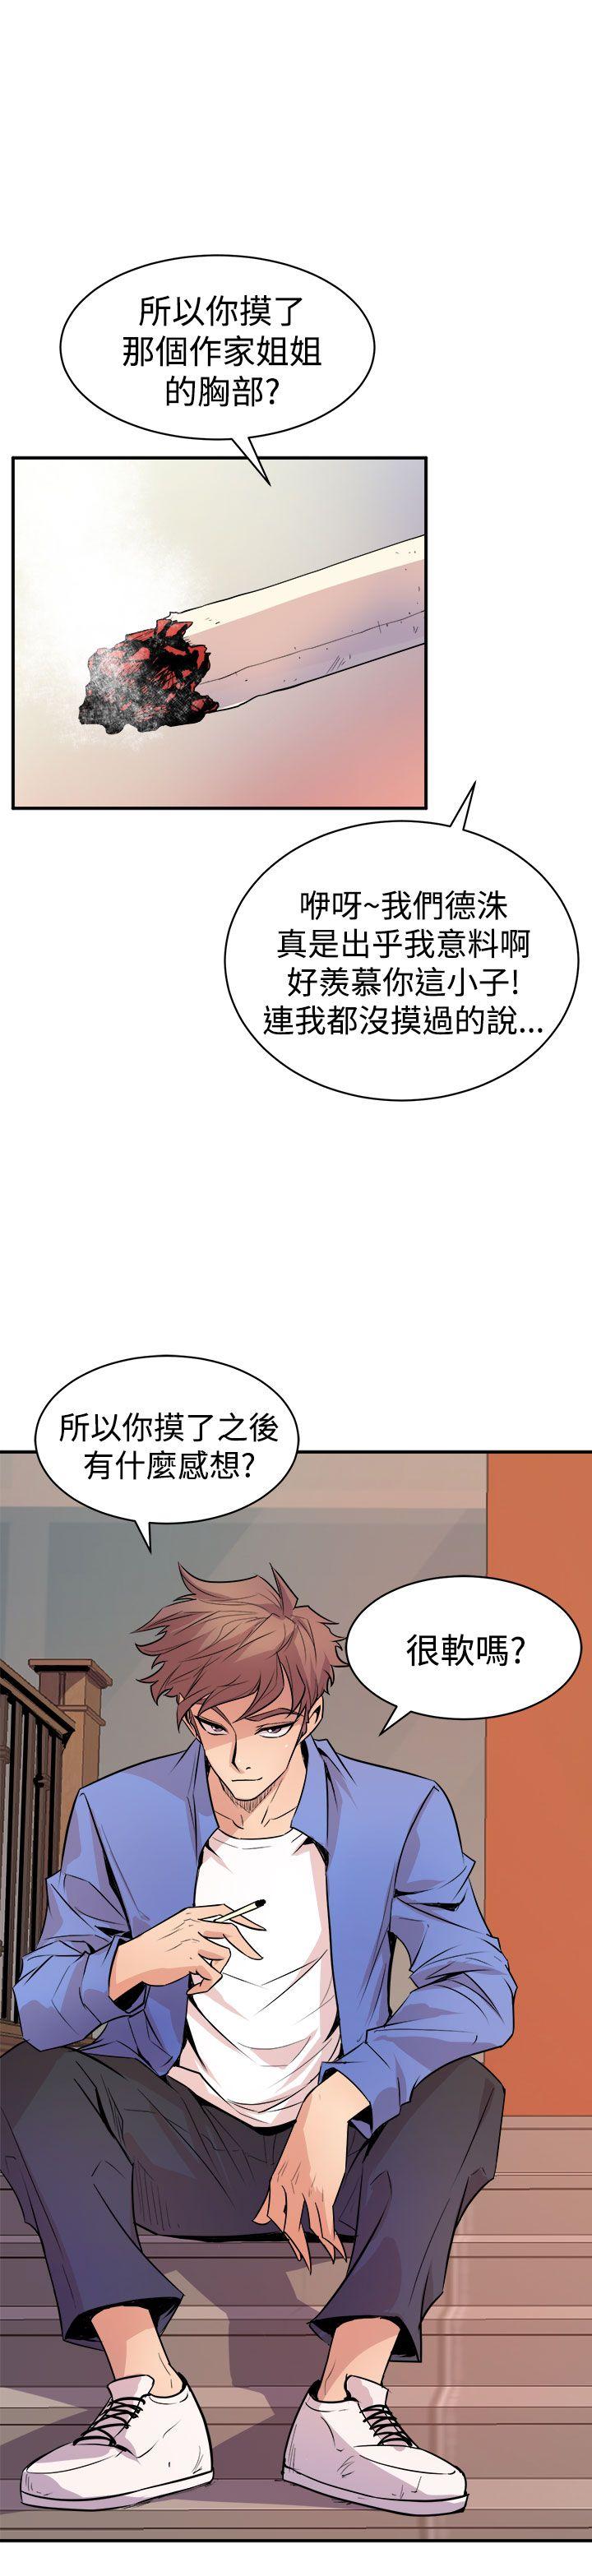 所以你摸了
那個作家姐姐
的胸部?
咿呀~我們德洙
真是出乎我意料啊
好羨慕你這小子!
連我都沒摸過的說...
所以你摸了之後
有什麼感想?
很軟嗎?